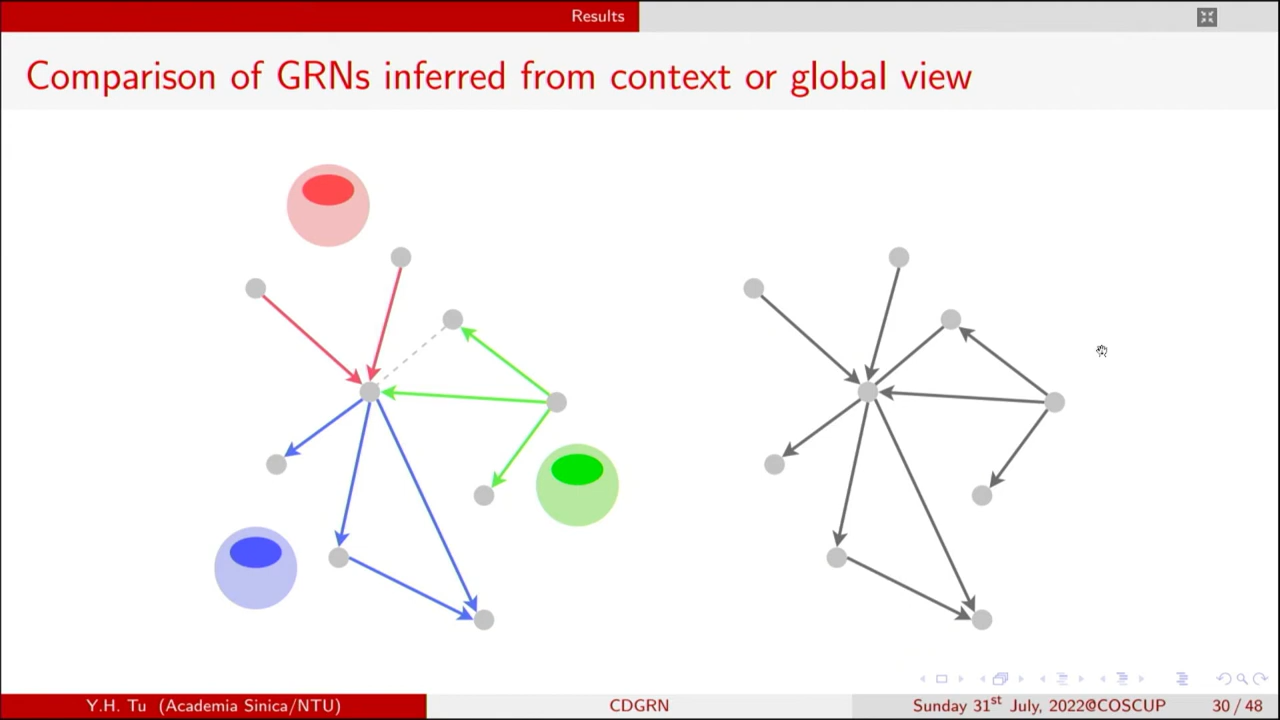 Results
Comparison of GRNs inferred from context or global view
Y.H. Tu (Academia Sinica/NTU)
CDGRN
Sunday 31st July, 2022@COSCUP
30 / 48